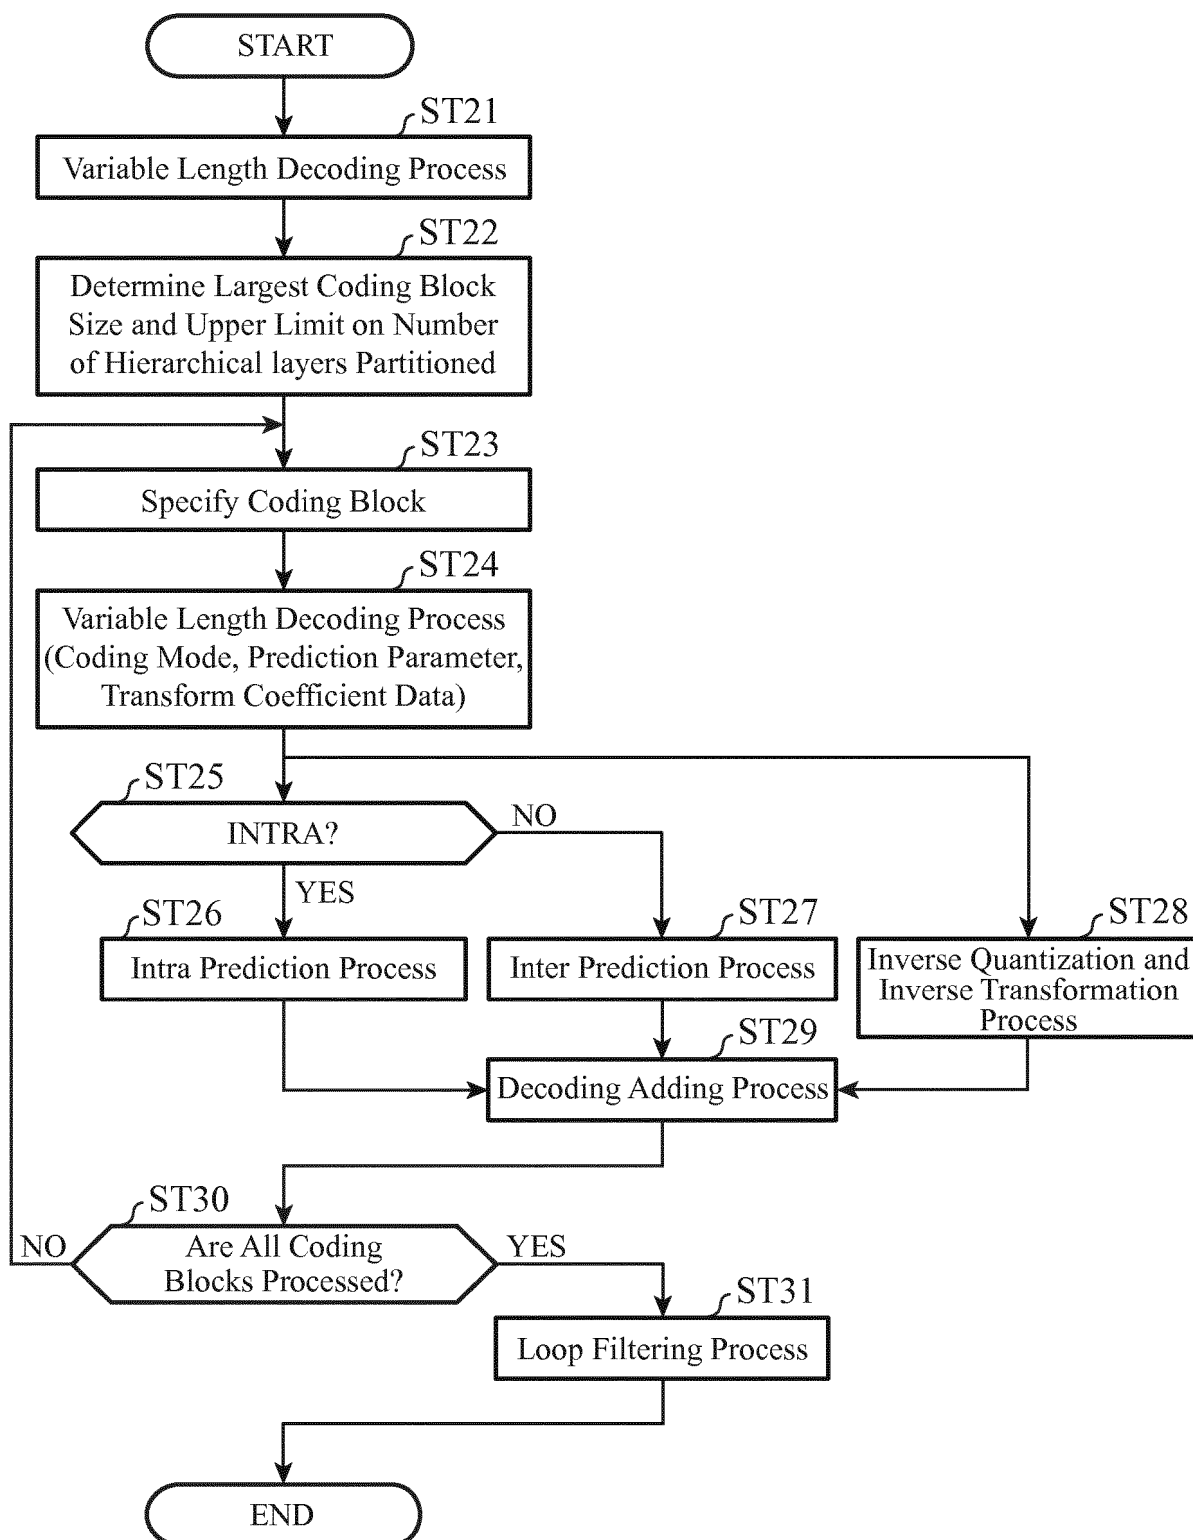 START
ST21
Variable Length Decoding Process
ST22
Determine Largest Coding Block
Size and Upper Limit on Number
of Hierarchical layers Partitioned
ST23
Specify Coding Block
ST24
Variable Length Decoding Process
(Coding Mode, Prediction Parameter,
Transform Coefficient Data)
ST25
INTRA?
NO
YES
ST26
Intra Prediction Process
ST27
Inter Prediction Process
ST28
Inverse Quantization and
Inverse Transformation
Process
ST29
Decoding Adding Process
ST30
Are All Coding
Blocks Processed?
NO
YES
ST31
Loop Filtering Process
END